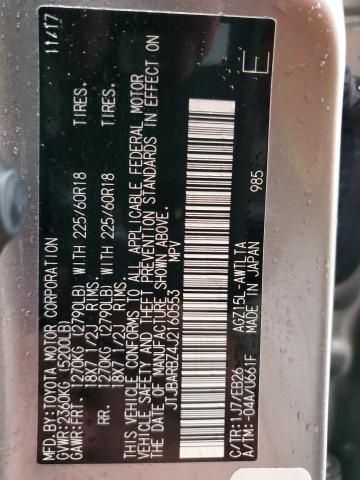 MFD. BY: TOYOTA MOTOR CORPORATION 11/17
GVWR: 2360KG (5200LB)
GAWR: FRT. 1270KG (2790LB) WITH 225/60R18 TIRES.
18X7 1/2J RIMS.
RR. 1270KG (2790LB) WITH 225/60R18 TIRES.
18X7 1/2J RIMS.
THIS VEHICLE CONFORMS TO ALL APPLICABLE FEDERAL MOTOR
VEHICLE SAFETY AND THEFT PREVENTION STANDARDS IN EFFECT ON
THE DATE OF MANUFACTURE SHOWN ABOVE.
JTJBARBZ4J2160553 MPV
E
C/TR: 1J7/EB26 AGZ15L-AWTLTA 985
A/TM: -04A/U661F MADE IN JAPAN